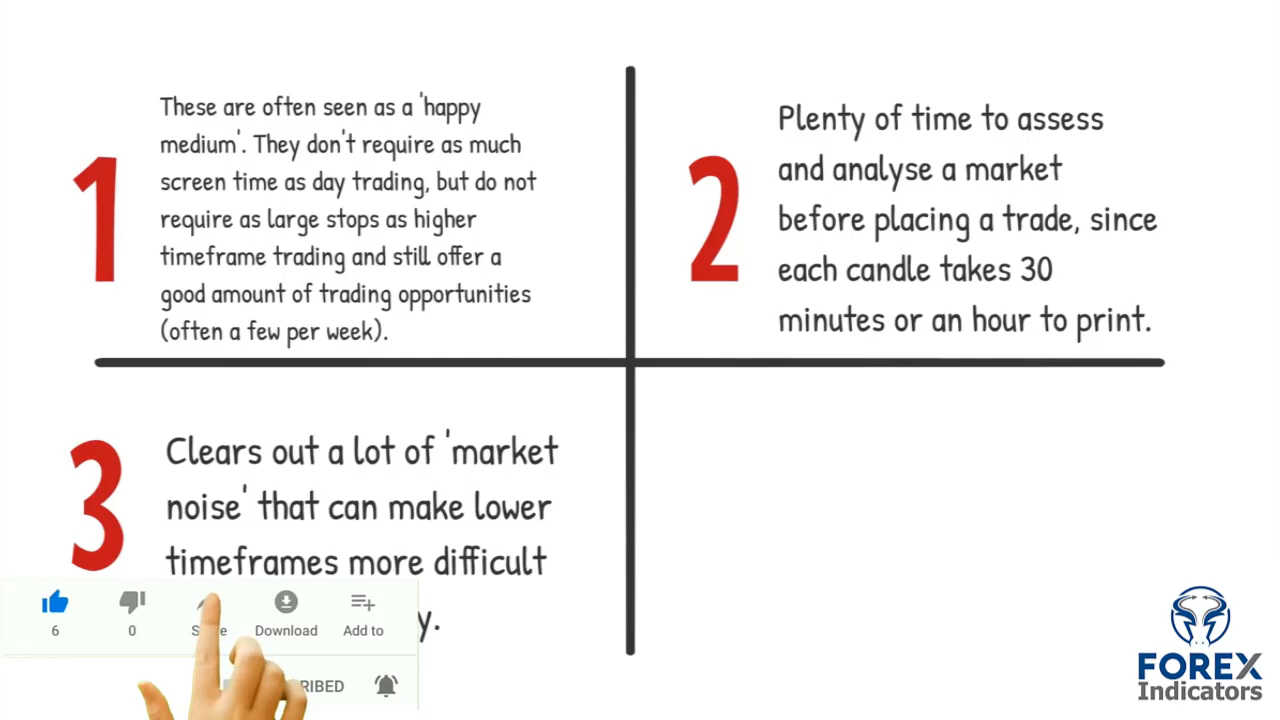 1
These are often seen as a 'happy
medium'. They don't require as much
screen time as day trading, but do not
require as large stops as higher
timeframe trading and still offer a
good amount of trading opportunities
(often a few per week).
2
Plenty of time to assess
and analyse a market
before placing a trade, since
each candle takes 30
minutes or an hour to print.
3
Clears out a lot of 'market
noise' that can make lower
timeframes more difficult
6
0
Download
Add to
FOREX
Indicators